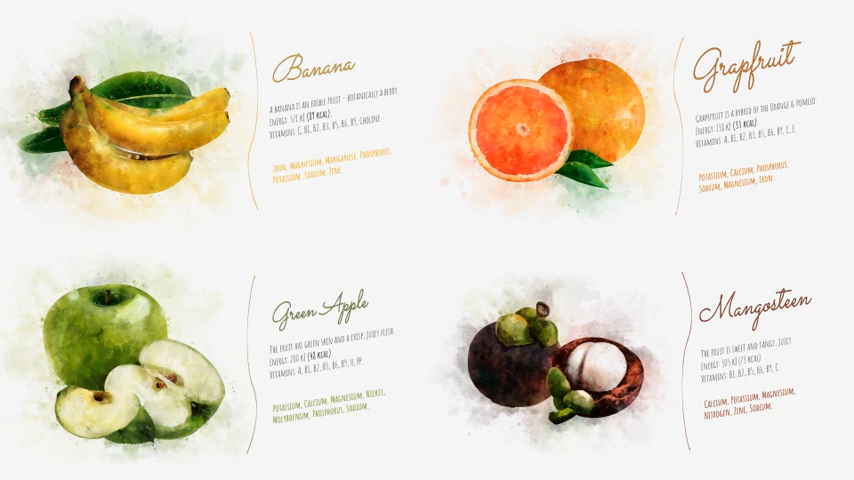 Banana
A banana is an edible fruit – botanically a berry.
Energy: 371 kJ (89 kcal).
Vitamins: C, B1, B2, B3, B5, B6, B9, Choline
Iron, Magnesium, Manganese, Phosphorus,
Potassium, Sodium, Zinc
Grapfruit
Grapefruit is a hybrid of the Orange & Pomelo.
Energy: 138 kJ (33 kcal).
Vitamins: A, B1, B2, B3, B5, B6, B9, C, E.
Potassium, Calcium, Phosphorus,
Sodium, Magnesium, Iron.
Green Apple
The fruit has green skin and a crisp, juicy flesh.
Energy: 200 kJ (48 kcal).
Vitamins: A, B1, B2, B5, B6, B9, H, PP.
Potassium, Calcium, Magnesium, Nickel,
Molybdenum, Phosphorus, Sodium.
Mangosteen
The fruit is sweet and tangy, juicy.
Energy: 305 kJ (73 kcal).
Vitamins: B1, B2, B5, B6, B9, C.
Calcium, Potassium, Magnesium,
Nitrogen, Zinc, Sodium.